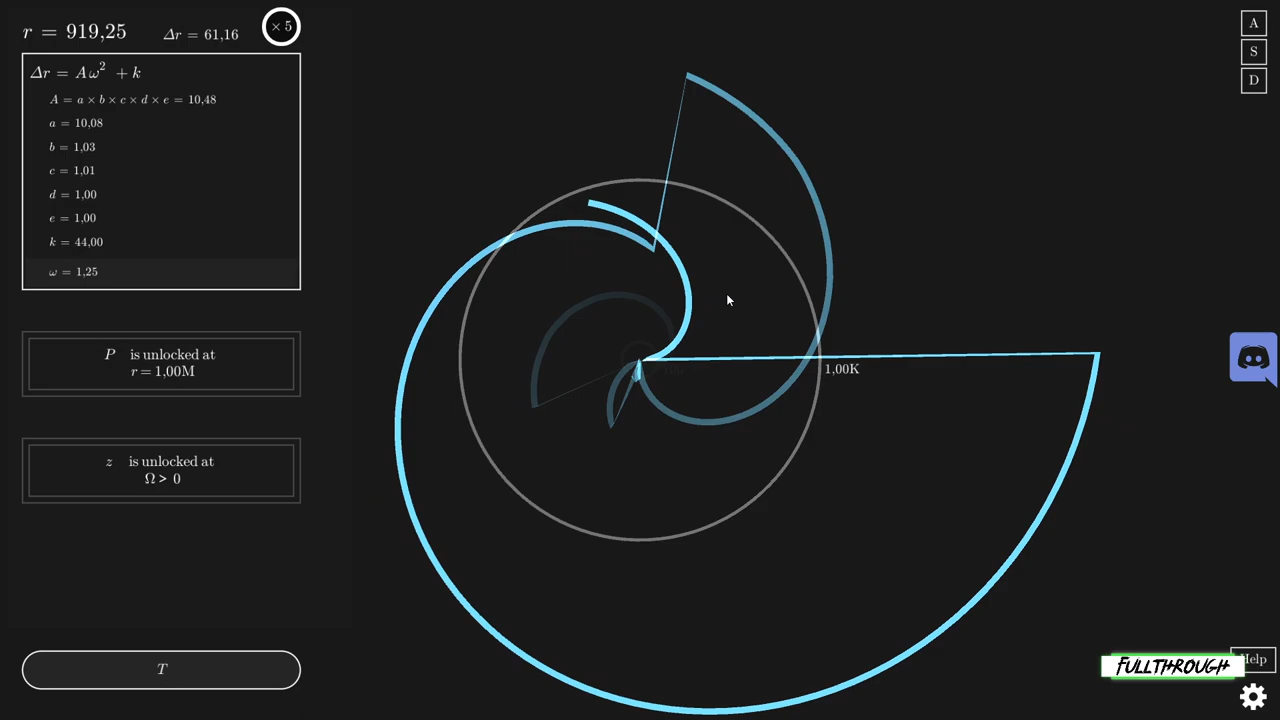 r = 919,25
Δr = 61,16
× 5
Δr = Aω² + k
A = a × b × c × d × e = 10,48
a = 10,08
b = 1,03
c = 1,01
d = 1,00
e = 1,00
k = 44,00
ω = 1,25
P is unlocked at
r = 1,00M
z is unlocked at
Ω > 0
T
100
1,00K
A
S
D
Help
FULLTHROUGH